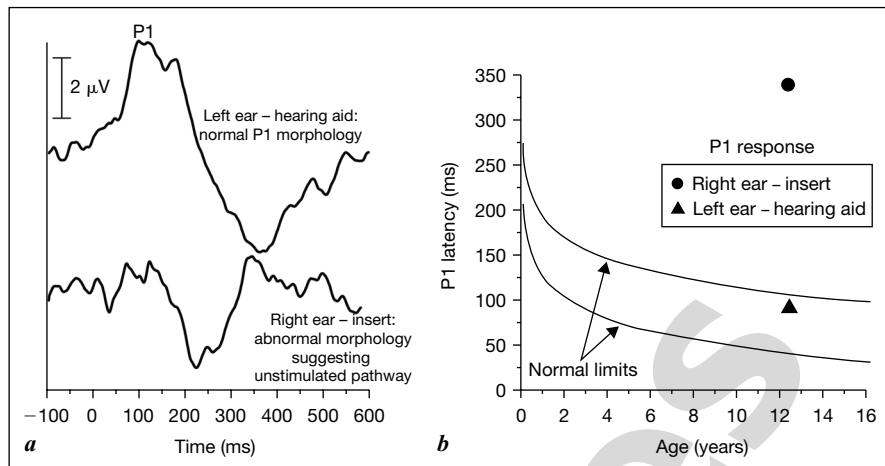 P1
2 μV
Left ear – hearing aid:
normal P1 morphology
Right ear – insert:
abnormal morphology
suggesting
unstimulated pathway
−100 0 100 200 300 400 500 600
a
Time (ms)
350
300
250
200
150
100
50
0
P1 latency (ms)
P1 response
Right ear – insert
Left ear – hearing aid
Normal limits
0 2 4 6 8 10 12 14 16
b
Age (years)